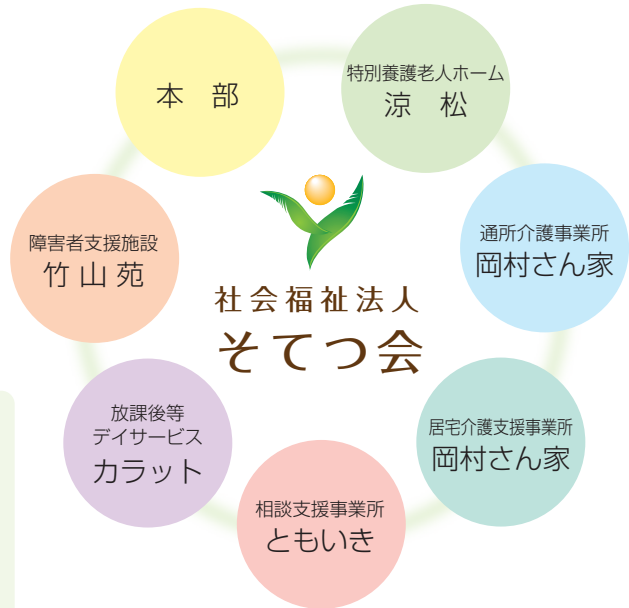 本　部
特別養護老人ホーム
涼　松
通所介護事業所
岡村さん家
居宅介護支援事業所
岡村さん家
相談支援事業所
ともいき
放課後等
デイサービス
カラット
障害者支援施設
竹山苑
社会福祉法人
そてつ会